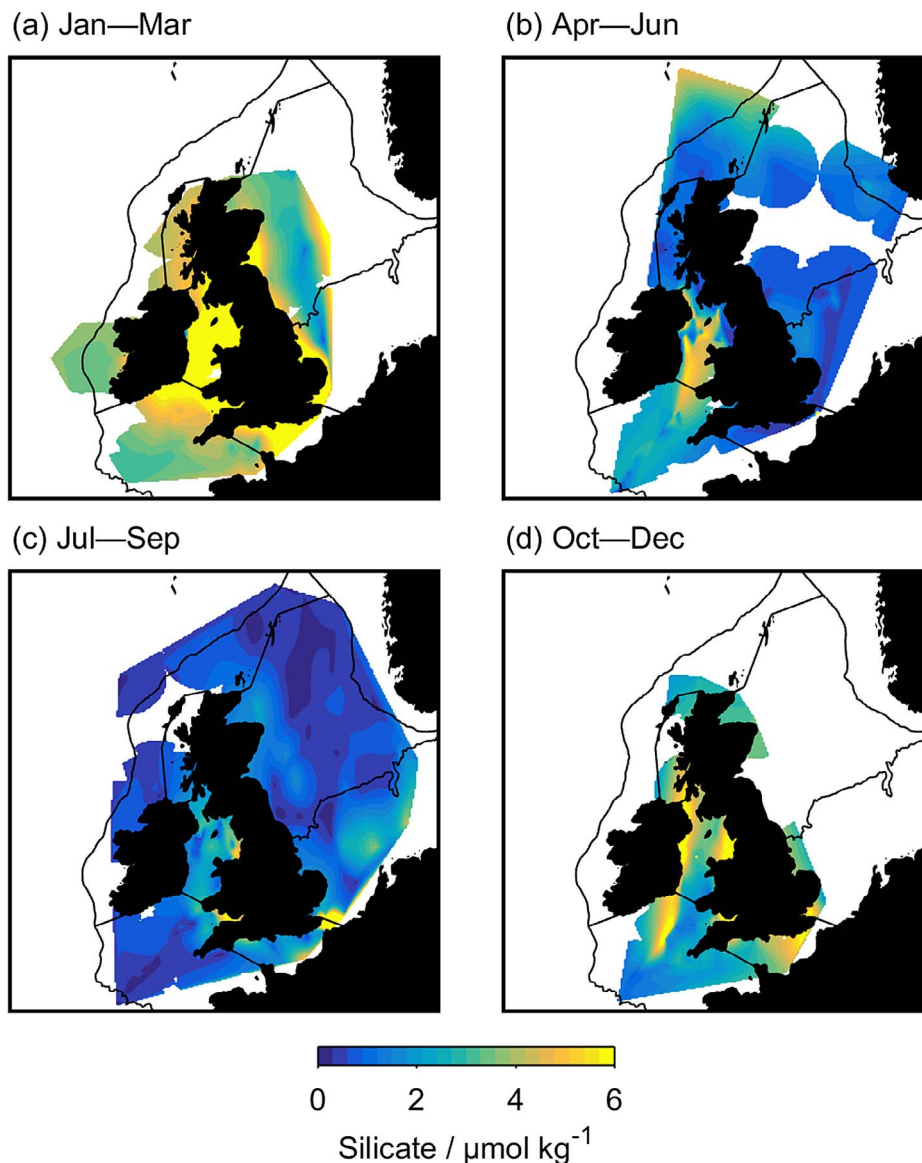 (a) Jan—Mar
(b) Apr—Jun
(c) Jul—Sep
(d) Oct—Dec
0 2 4 6
Silicate / µmol kg⁻¹